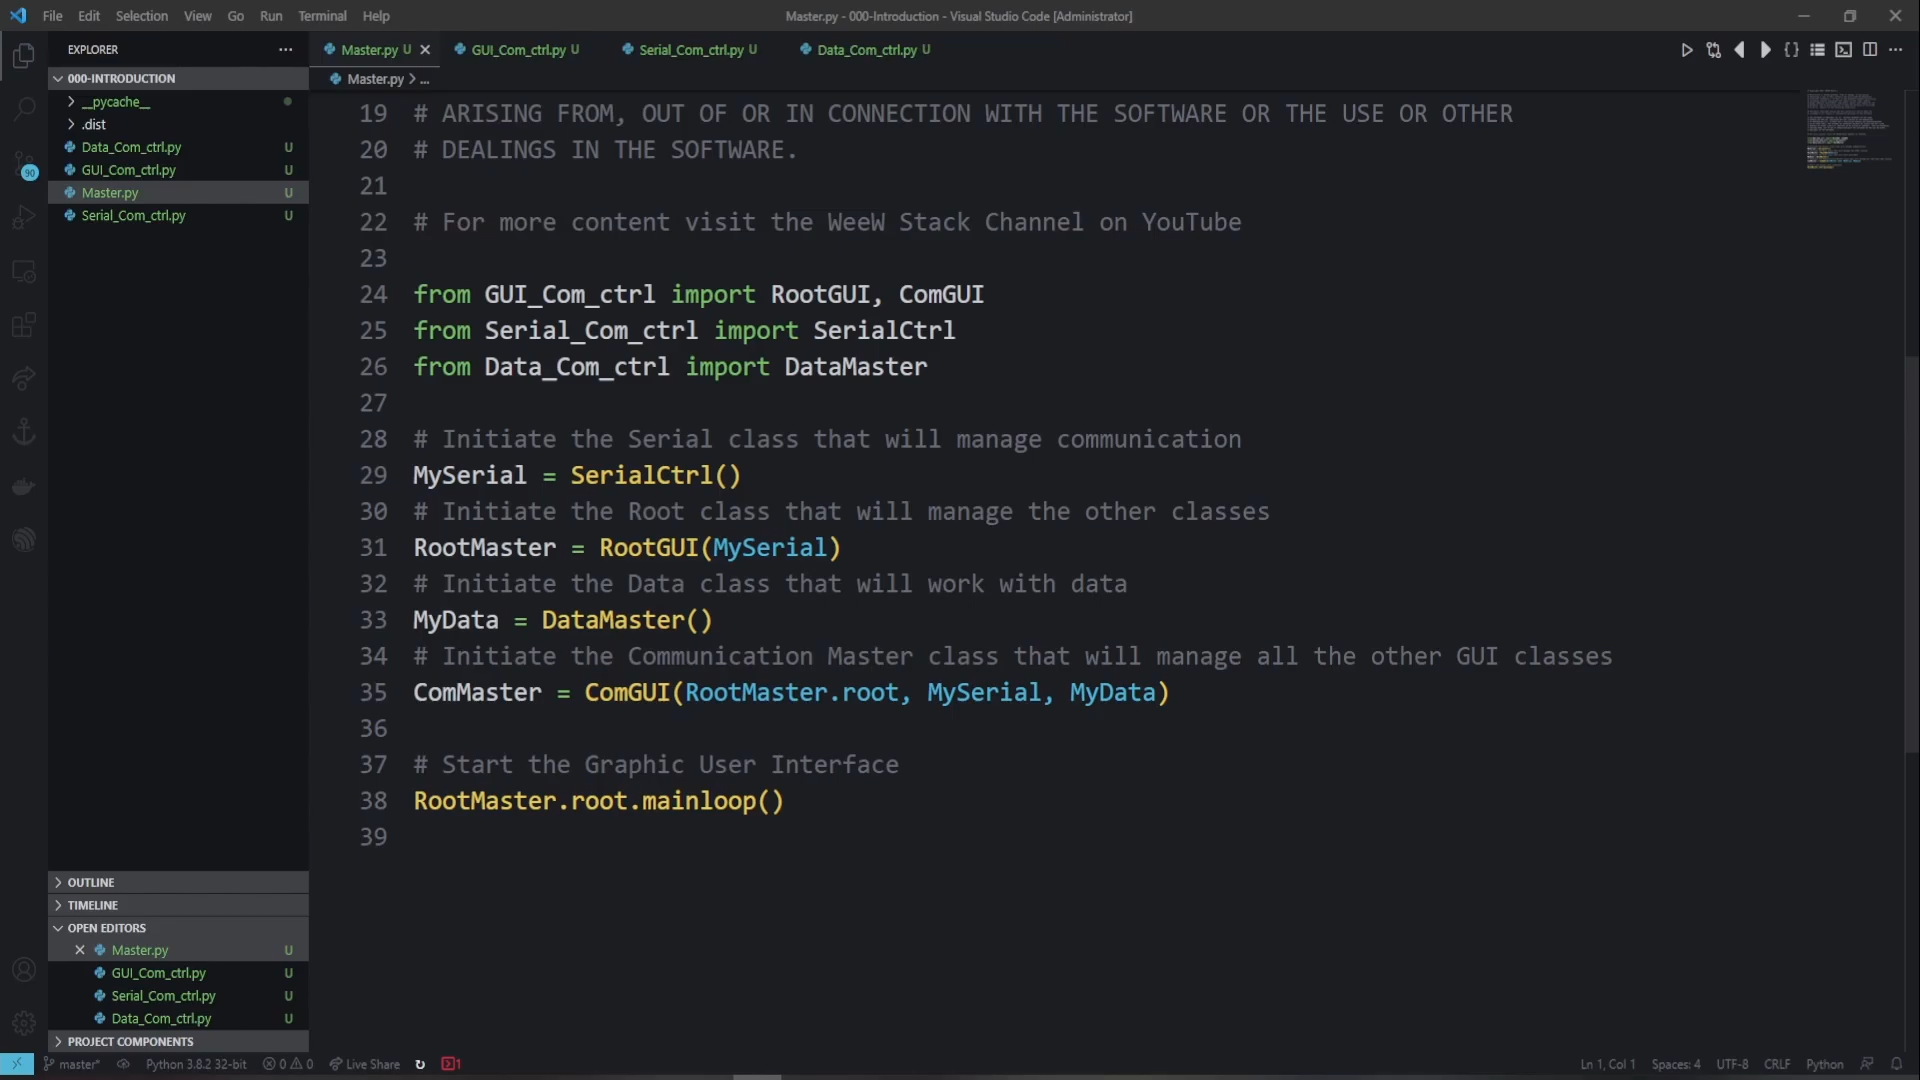 File Edit Selection View Go Run Terminal Help
Master.py - 000-Introduction - Visual Studio Code [Administrator]
EXPLORER
Master.py U
GUI_Com_ctrl.py U
Serial_Com_ctrl.py U
Data_Com_ctrl.py U
000-INTRODUCTION
Master.py > ...
__pycache__
.dist
Data_Com_ctrl.py U
GUI_Com_ctrl.py U
Master.py U
Serial_Com_ctrl.py U
90
19 # ARISING FROM, OUT OF OR IN CONNECTION WITH THE SOFTWARE OR THE USE OR OTHER
20 # DEALINGS IN THE SOFTWARE.
21
22 # For more content visit the WeeW Stack Channel on YouTube
23
24 from GUI_Com_ctrl import RootGUI, ComGUI
25 from Serial_Com_ctrl import SerialCtrl
26 from Data_Com_ctrl import DataMaster
27
28 # Initiate the Serial class that will manage communication
29 MySerial = SerialCtrl()
30 # Initiate the Root class that will manage the other classes
31 RootMaster = RootGUI(MySerial)
32 # Initiate the Data class that will work with data
33 MyData = DataMaster()
34 # Initiate the Communication Master class that will manage all the other GUI classes
35 ComMaster = ComGUI(RootMaster.root, MySerial, MyData)
36
37 # Start the Graphic User Interface
38 RootMaster.root.mainloop()
39
OUTLINE
TIMELINE
OPEN EDITORS
Master.py U
GUI_Com_ctrl.py U
Serial_Com_ctrl.py U
Data_Com_ctrl.py U
PROJECT COMPONENTS
master* Python 3.8.2 32-bit 0 0 Live Share 1
Ln 1, Col 1 Spaces: 4 UTF-8 CRLF Python